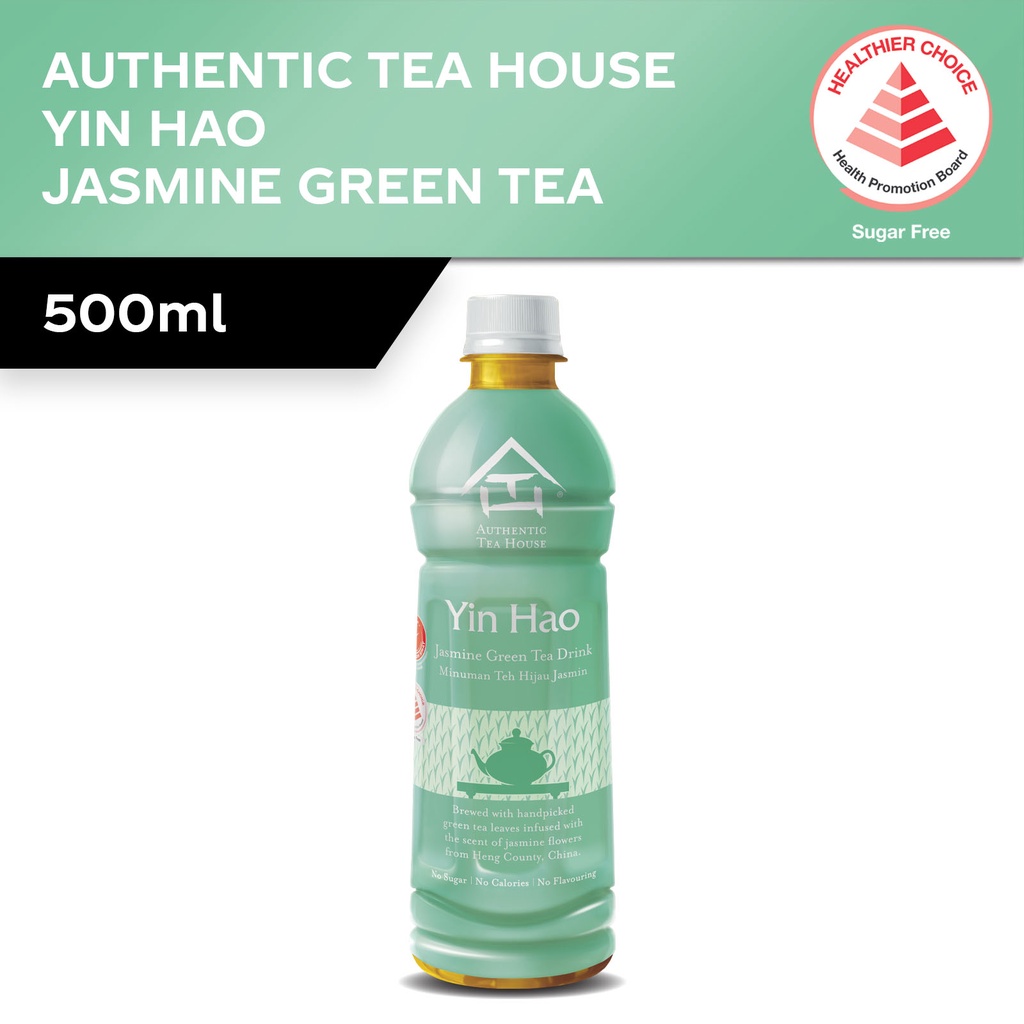 AUTHENTIC TEA HOUSE
YIN HAO
JASMINE GREEN TEA
HEALTHIER CHOICE
Health Promotion Board
Sugar Free
500ml
AUTHENTIC
TEA HOUSE
Yin Hao
Jasmine Green Tea Drink
Minuman Teh Hijau Jasmin
Brewed with handpicked
green tea leaves infused with
the scent of jasmine flowers
from Heng County, China.
No Sugar | No Calories | No Flavouring